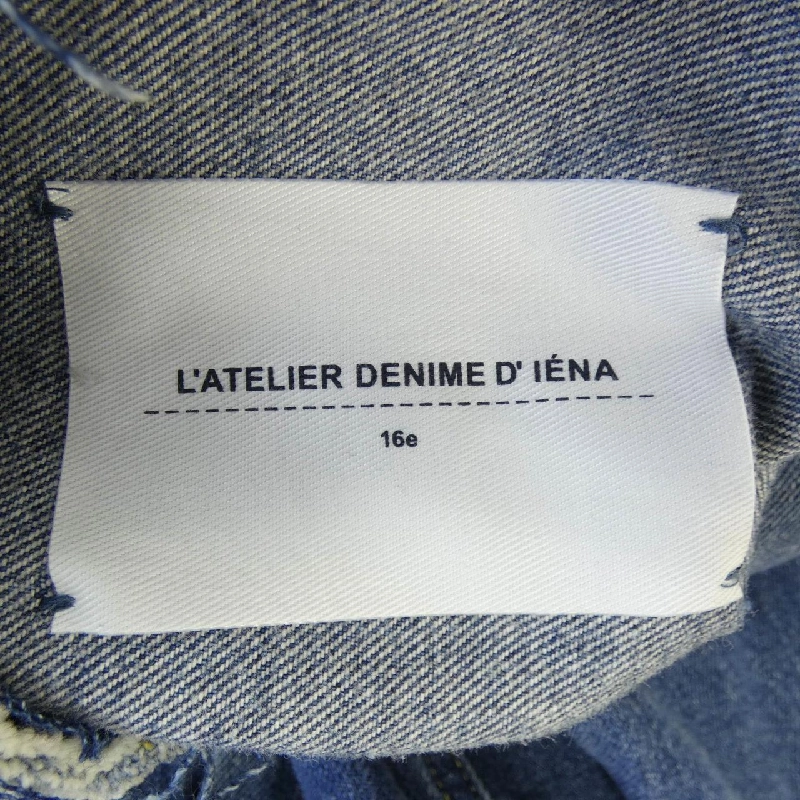 L'ATELIER DENIME D' IÉNA
16e